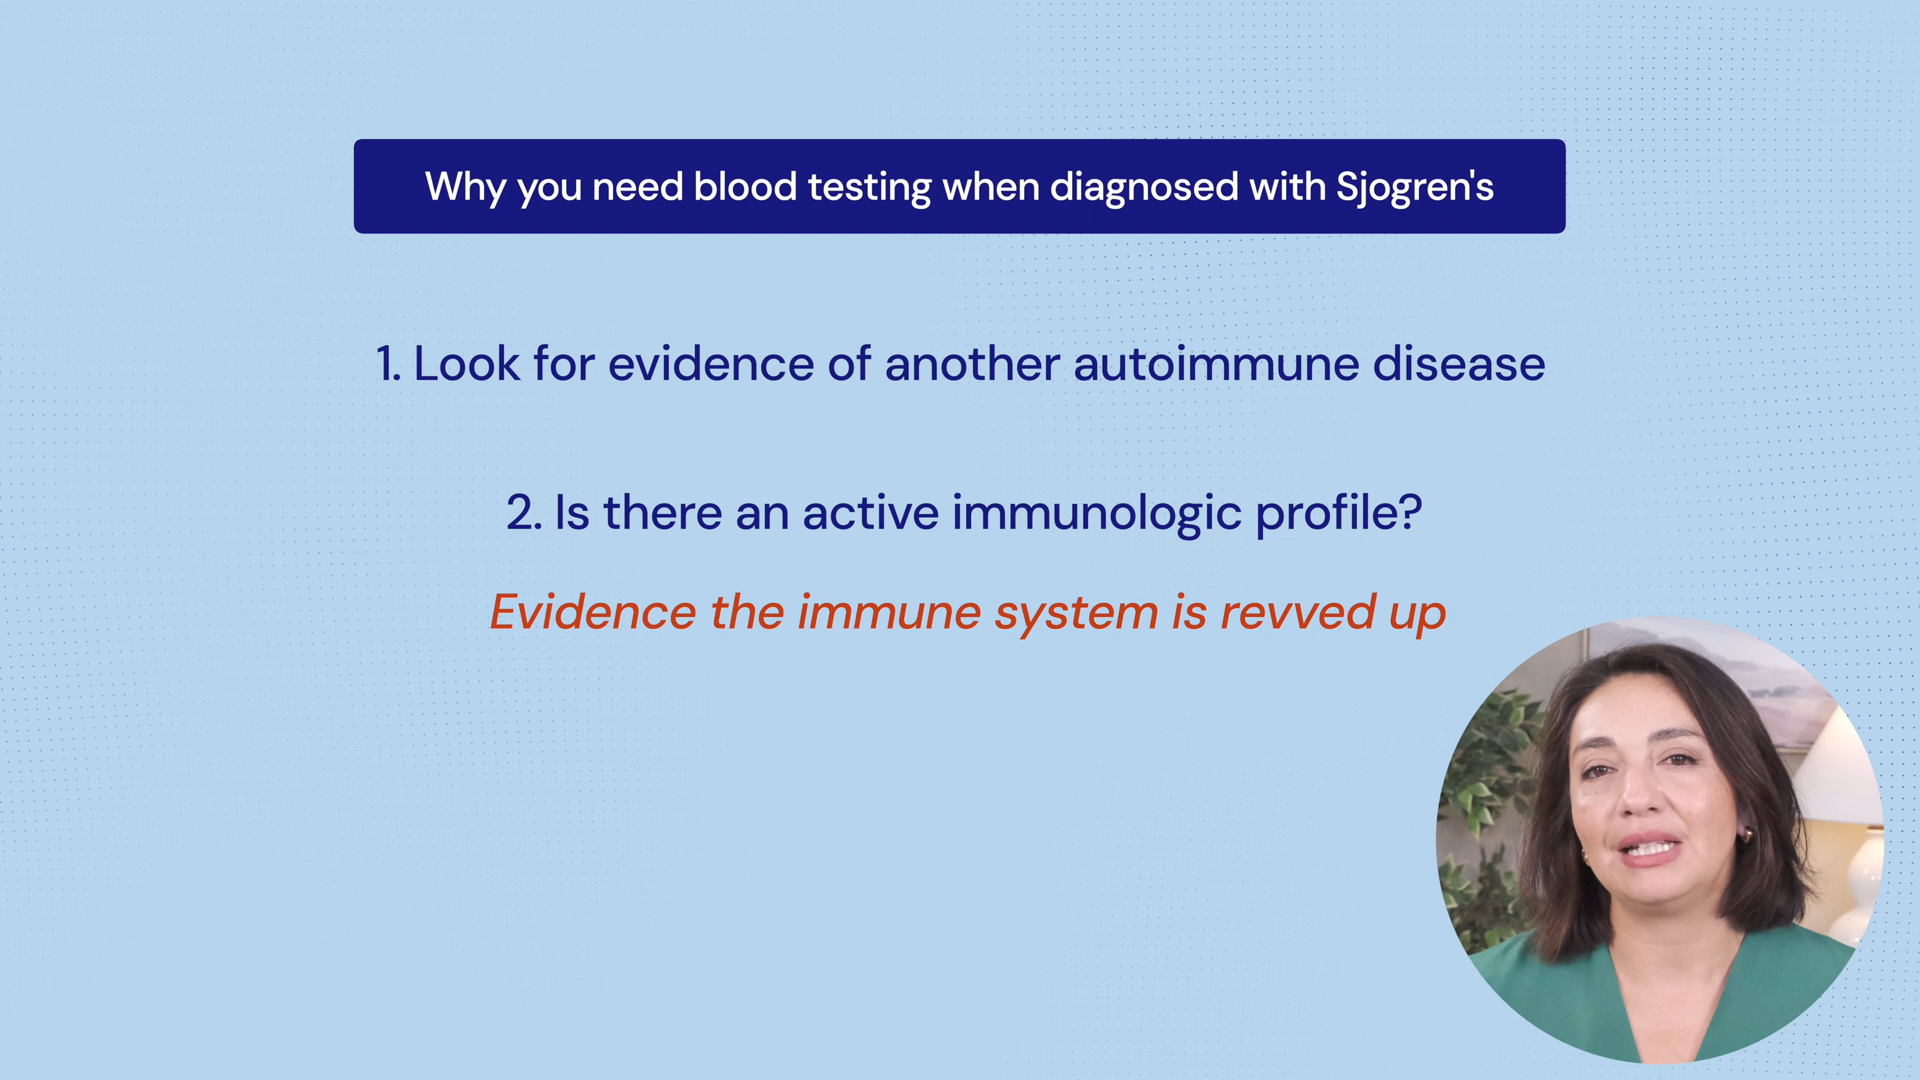 Why you need blood testing when diagnosed with Sjogren's
1. Look for evidence of another autoimmune disease
2. Is there an active immunologic profile?
Evidence the immune system is revved up